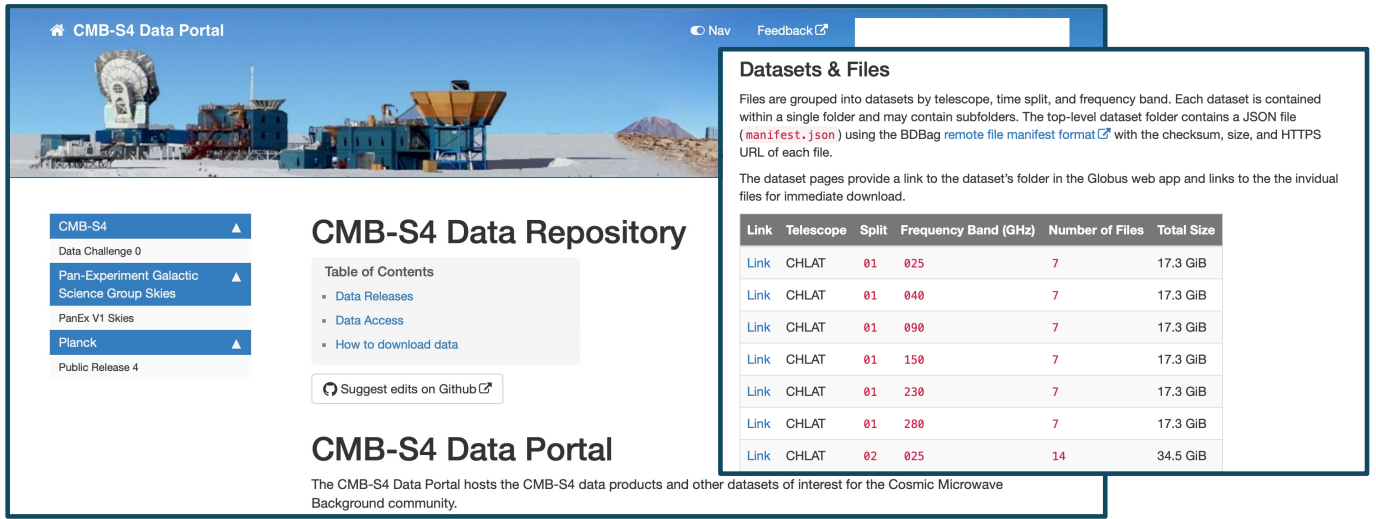 CMB-S4 Data Portal
Nav Feedback
CMB-S4
Data Challenge 0
Pan-Experiment Galactic
Science Group Skies
PanEx V1 Skies
Planck
Public Release 4
CMB-S4 Data Repository
Table of Contents
Data Releases
Data Access
How to download data
Suggest edits on Github
CMB-S4 Data Portal
The CMB-S4 Data Portal hosts the CMB-S4 data products and other datasets of interest for the Cosmic Microwave
Background community.
Datasets & Files
Files are grouped into datasets by telescope, time split, and frequency band. Each dataset is contained
within a single folder and may contain subfolders. The top-level dataset folder contains a JSON file
(manifest.json) using the BDBag remote file manifest format with the checksum, size, and HTTPS
URL of each file.
The dataset pages provide a link to the dataset's folder in the Globus web app and links to the the invidual
files for immediate download.
Link Telescope Split Frequency Band (GHz) Number of Files Total Size
Link CHLAT 01 025 7 17.3 GiB
Link CHLAT 01 040 7 17.3 GiB
Link CHLAT 01 090 7 17.3 GiB
Link CHLAT 01 150 7 17.3 GiB
Link CHLAT 01 230 7 17.3 GiB
Link CHLAT 01 280 7 17.3 GiB
Link CHLAT 02 025 14 34.5 GiB